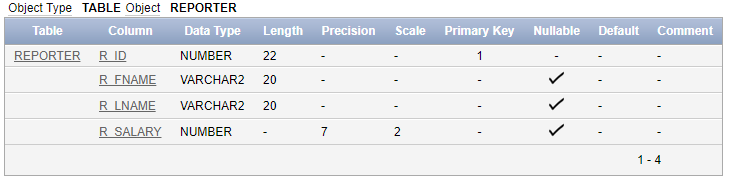 Object Type TABLE Object REPORTER
Table Column Data Type Length Precision Scale Primary Key Nullable Default Comment
REPORTER R_ID NUMBER 22 - - 1 - - -
R_FNAME VARCHAR2 20 - - - ✓ - -
R_LNAME VARCHAR2 20 - - - ✓ - -
R_SALARY NUMBER - 7 2 - ✓ - -
1 - 4